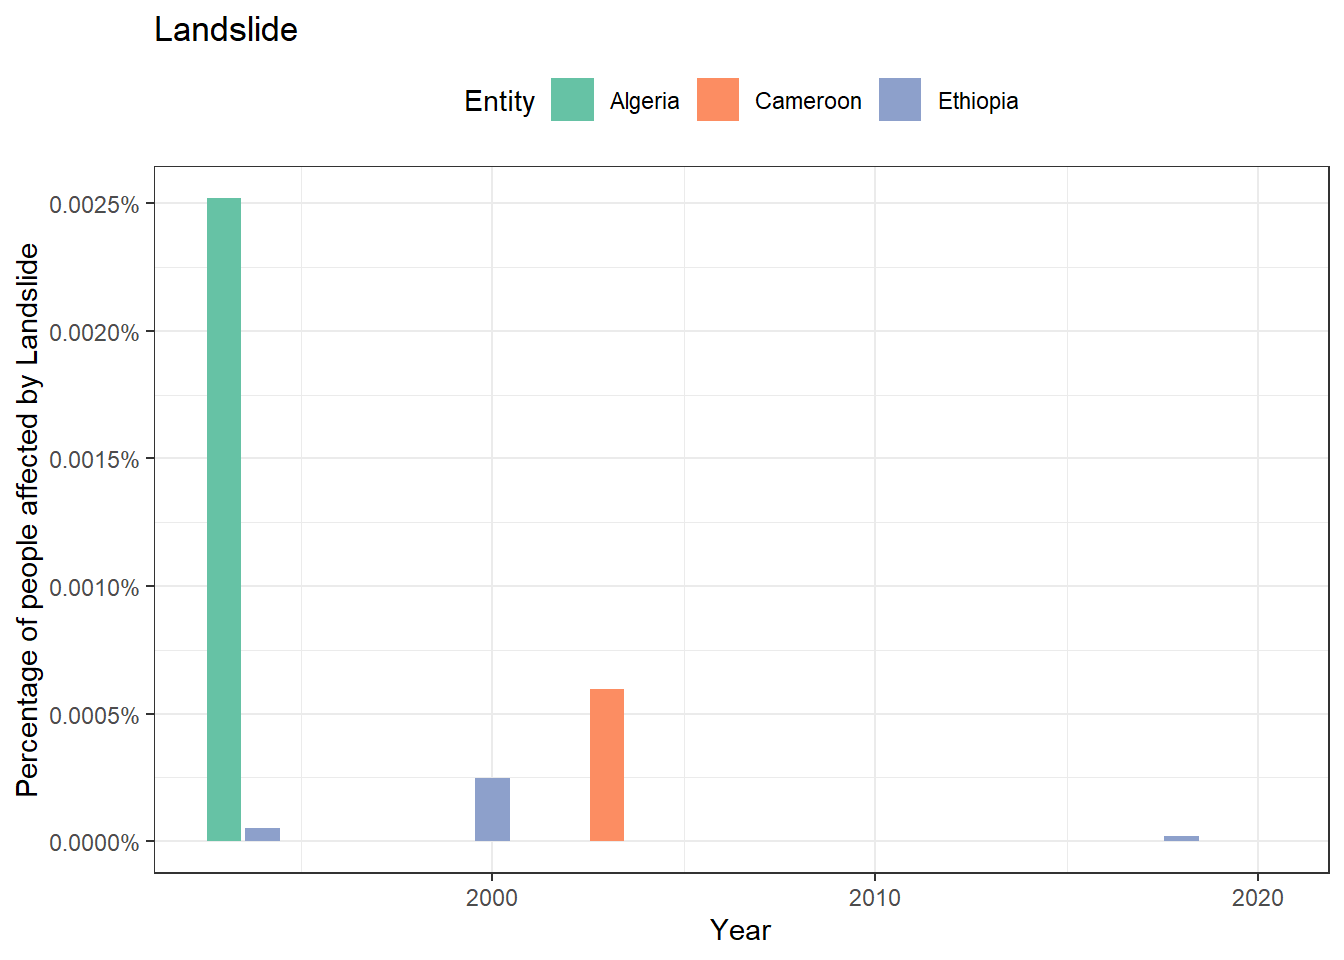 Landslide
Entity Algeria Cameroon Ethiopia
Percentage of people affected by Landslide
0.0025%
0.0020%
0.0015%
0.0010%
0.0005%
0.0000%
2000 2010 2020
Year